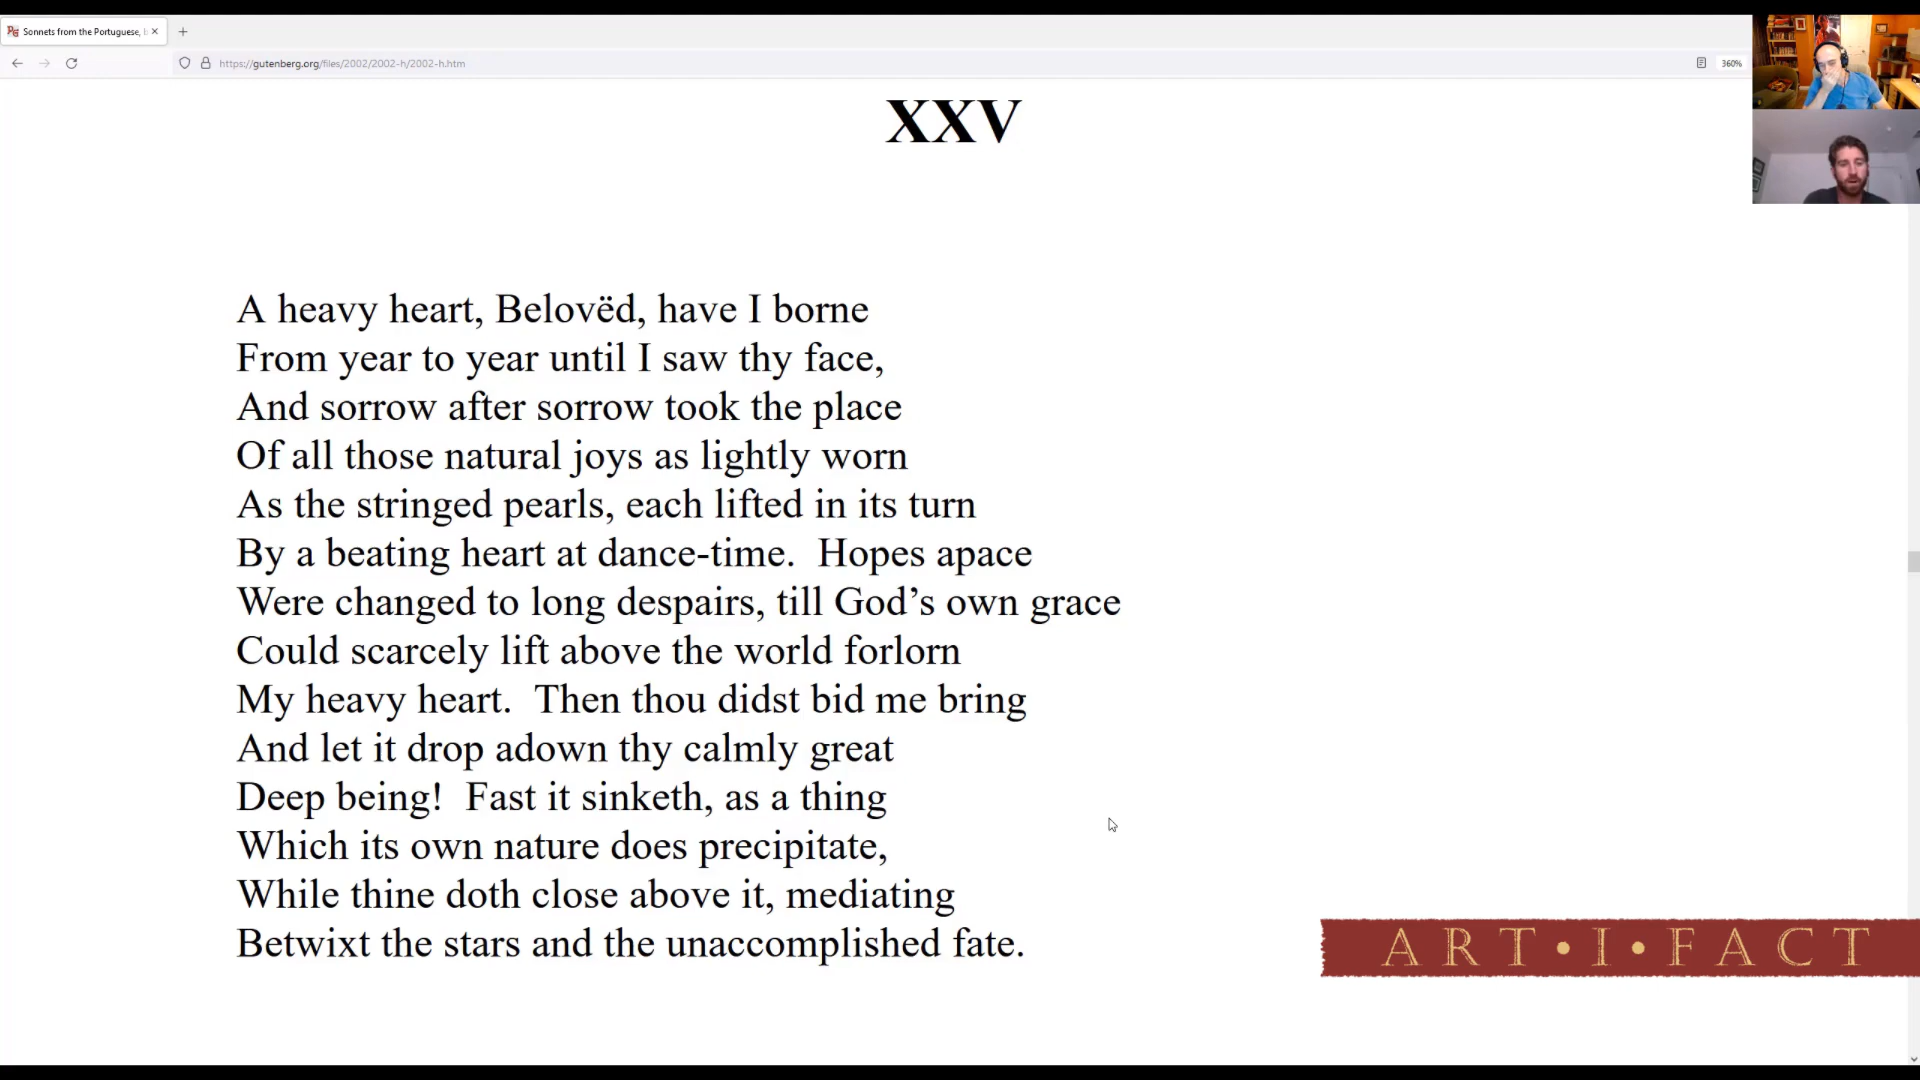 Sonnets from the Portuguese,
https://gutenberg.org/files/2002/2002-h/2002-h.htm
360%
XXV
A heavy heart, Belovëd, have I borne
From year to year until I saw thy face,
And sorrow after sorrow took the place
Of all those natural joys as lightly worn
As the stringed pearls, each lifted in its turn
By a beating heart at dance-time.  Hopes apace
Were changed to long despairs, till God’s own grace
Could scarcely lift above the world forlorn
My heavy heart.  Then thou didst bid me bring
And let it drop adown thy calmly great
Deep being!  Fast it sinketh, as a thing
Which its own nature does precipitate,
While thine doth close above it, mediating
Betwixt the stars and the unaccomplished fate.
ART•I•FACT